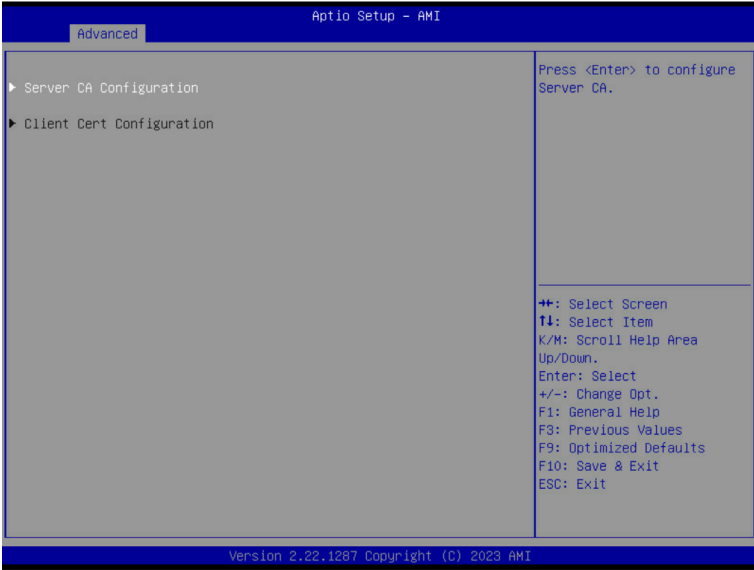 Aptio Setup – AMI
Advanced
▶ Server CA Configuration
▶ Client Cert Configuration
Press <Enter> to configure
Server CA.
→←: Select Screen
↑↓: Select Item
K/M: Scroll Help Area
Up/Down.
Enter: Select
+/-: Change Opt.
F1: General Help
F3: Previous Values
F9: Optimized Defaults
F10: Save & Exit
ESC: Exit
Version 2.22.1287 Copyright (C) 2023 AMI